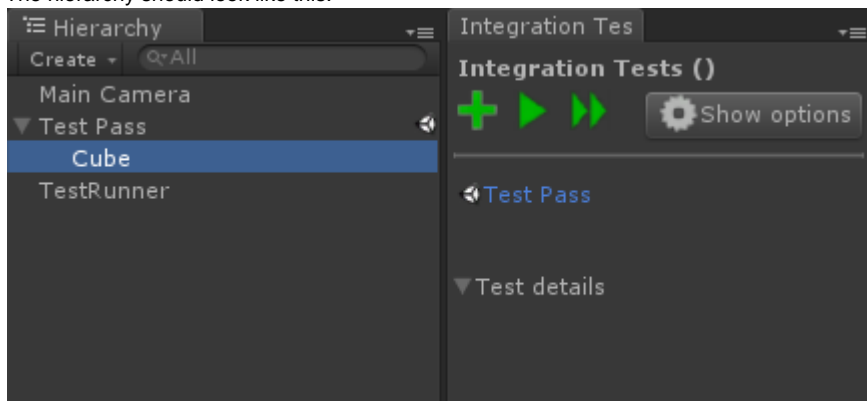 The hierarchy should look like this:
Hierarchy
Create
All
Main Camera
Test Pass
Cube
TestRunner
Integration Tes
Integration Tests ()
Show options
Test Pass
Test details